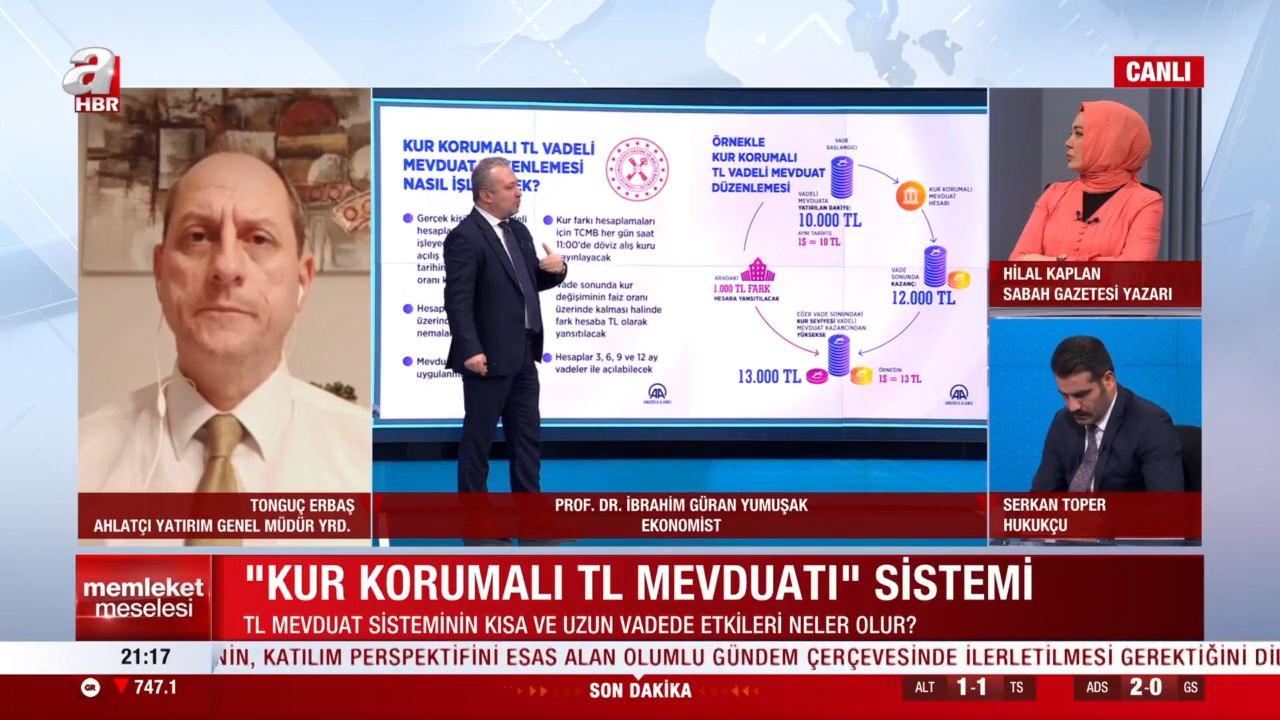 a
HBR
CANLI
KUR KORUMALI TL VADELİ
MEVDUAT
NASIL
Gerçek
hesap
açılış
oranı
Hesap
üzerin
nemala
Mevdu
uygulanm
Kur farkı hesaplamaları
için TCMB her gün saat
11:00'de döviz alış kuru
yayınlayacak
Vade sonunda kur
değişiminin faiz oranı
üzerinde kalması halinde
fark hesaba TL olarak
yansıtılacak
Hesaplar 3, 6, 9 ve 12 ay
vadeler ile açılabilecek
AA
ÖRNEKLE
KUR KORUMALI
TL VADELİ MEVDUAT
DÜZENLEMESİ
VADE
BAŞLANGICI
VADELİ
MEVDUATA
YATIRILAN BAKİYE:
10.000 TL
AYNI TARİHTE
1$ = 10 TL
KUR KORUMALI
MEVDUAT
HESABI
VADE
SONUNDA
KAZANÇ:
12.000 TL
ARADAKİ
1.000 TL FARK
HESABA YANSITILACAK
EĞER VADE SONUNDAKİ
KUR SEVİYESİ VADELİ
MEVDUAT KAZANCINDAN
YÜKSEKSE
13.000 TL
ÖRNEĞİN
1$ = 13 TL
AA
HİLAL KAPLAN
SABAH GAZETESİ YAZARI
TONGUÇ ERBAŞ
AHLATÇI YATIRIM GENEL MÜDÜR YRD.
PROF. DR. İBRAHİM GÜRAN YUMUŞAK
EKONOMİST
SERKAN TOPER
HUKUKÇU
memleket
meselesi
"KUR KORUMALI TL MEVDUATI" SİSTEMİ
TL MEVDUAT SİSTEMİNİN KISA VE UZUN VADEDE ETKİLERİ NELER OLUR?
21:17
NİN, KATILIM PERSPEKTİFİNİ ESAS ALAN OLUMLU GÜNDEM ÇERÇEVESİNDE İLERLETİLMESİ GEREKTİĞİNİ DİL
GR 747.1
SON DAKİKA
ALT 1-1 TS
ADS 2-0 GS